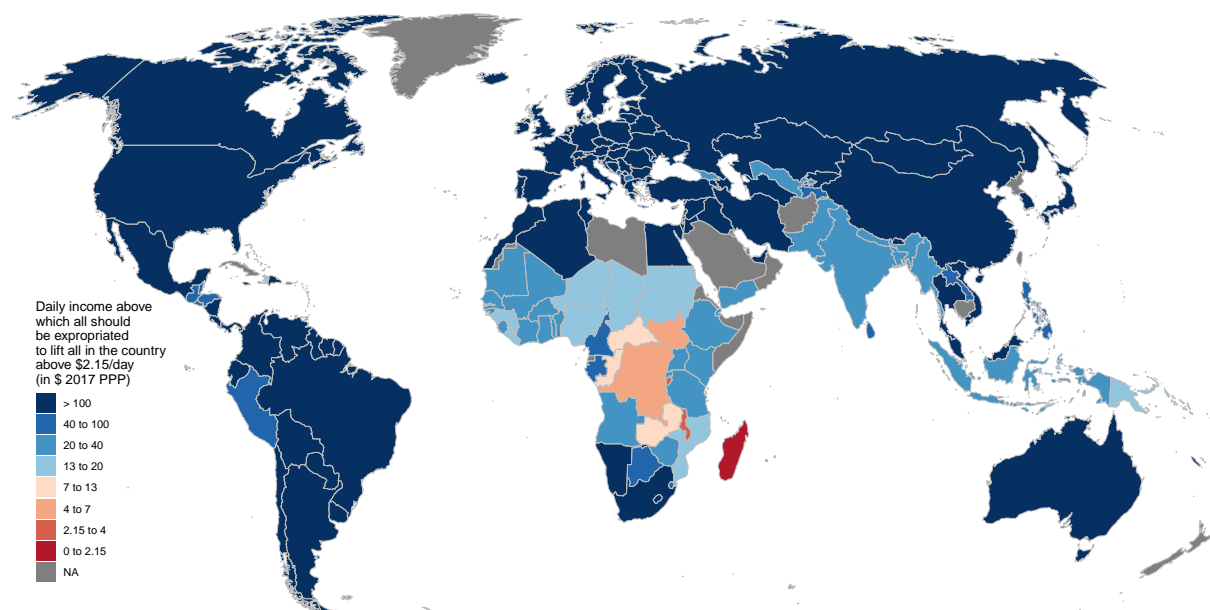 Daily income above
which all should
be expropriated
to lift all in the country
above $2.15/day
(in $ 2017 PPP)
> 100
40 to 100
20 to 40
13 to 20
7 to 13
4 to 7
2.15 to 4
0 to 2.15
NA